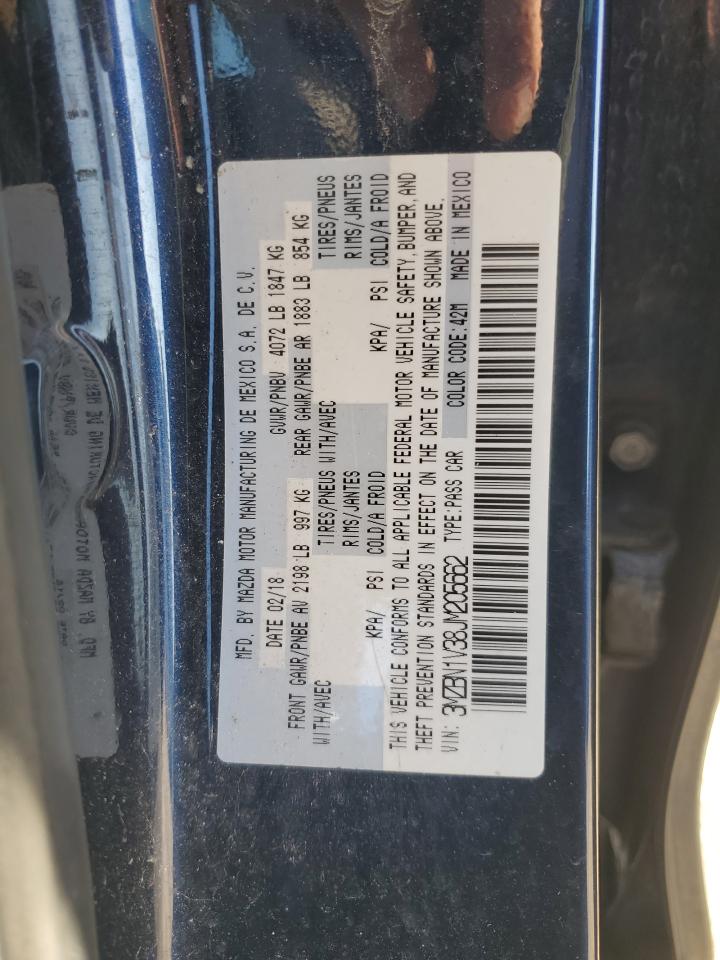 MFD. BY MAZDA MOTOR MANUFACTURING DE MEXICO S.A. DE C.V.
DATE 02/18 GVWR/PNBV 4072 LB 1847 KG
FRONT GAWR/PNBE AV 2198 LB 997 KG REAR GAWR/PNBE AR 1883 LB 854 KG
WITH/AVEC TIRES/PNEUS WITH/AVEC TIRES/PNEUS
RIMS/JANTES RIMS/JANTES
KPA/ PSI COLD/A FROID KPA/ PSI COLD/A FROID
THIS VEHICLE CONFORMS TO ALL APPLICABLE FEDERAL MOTOR VEHICLE SAFETY, BUMPER, AND
THEFT PREVENTION STANDARDS IN EFFECT ON THE DATE OF MANUFACTURE SHOWN ABOVE.
VIN: 3MZBN1V38JM205662 TYPE:PASS CAR COLOR CODE:42M MADE IN MEXICO